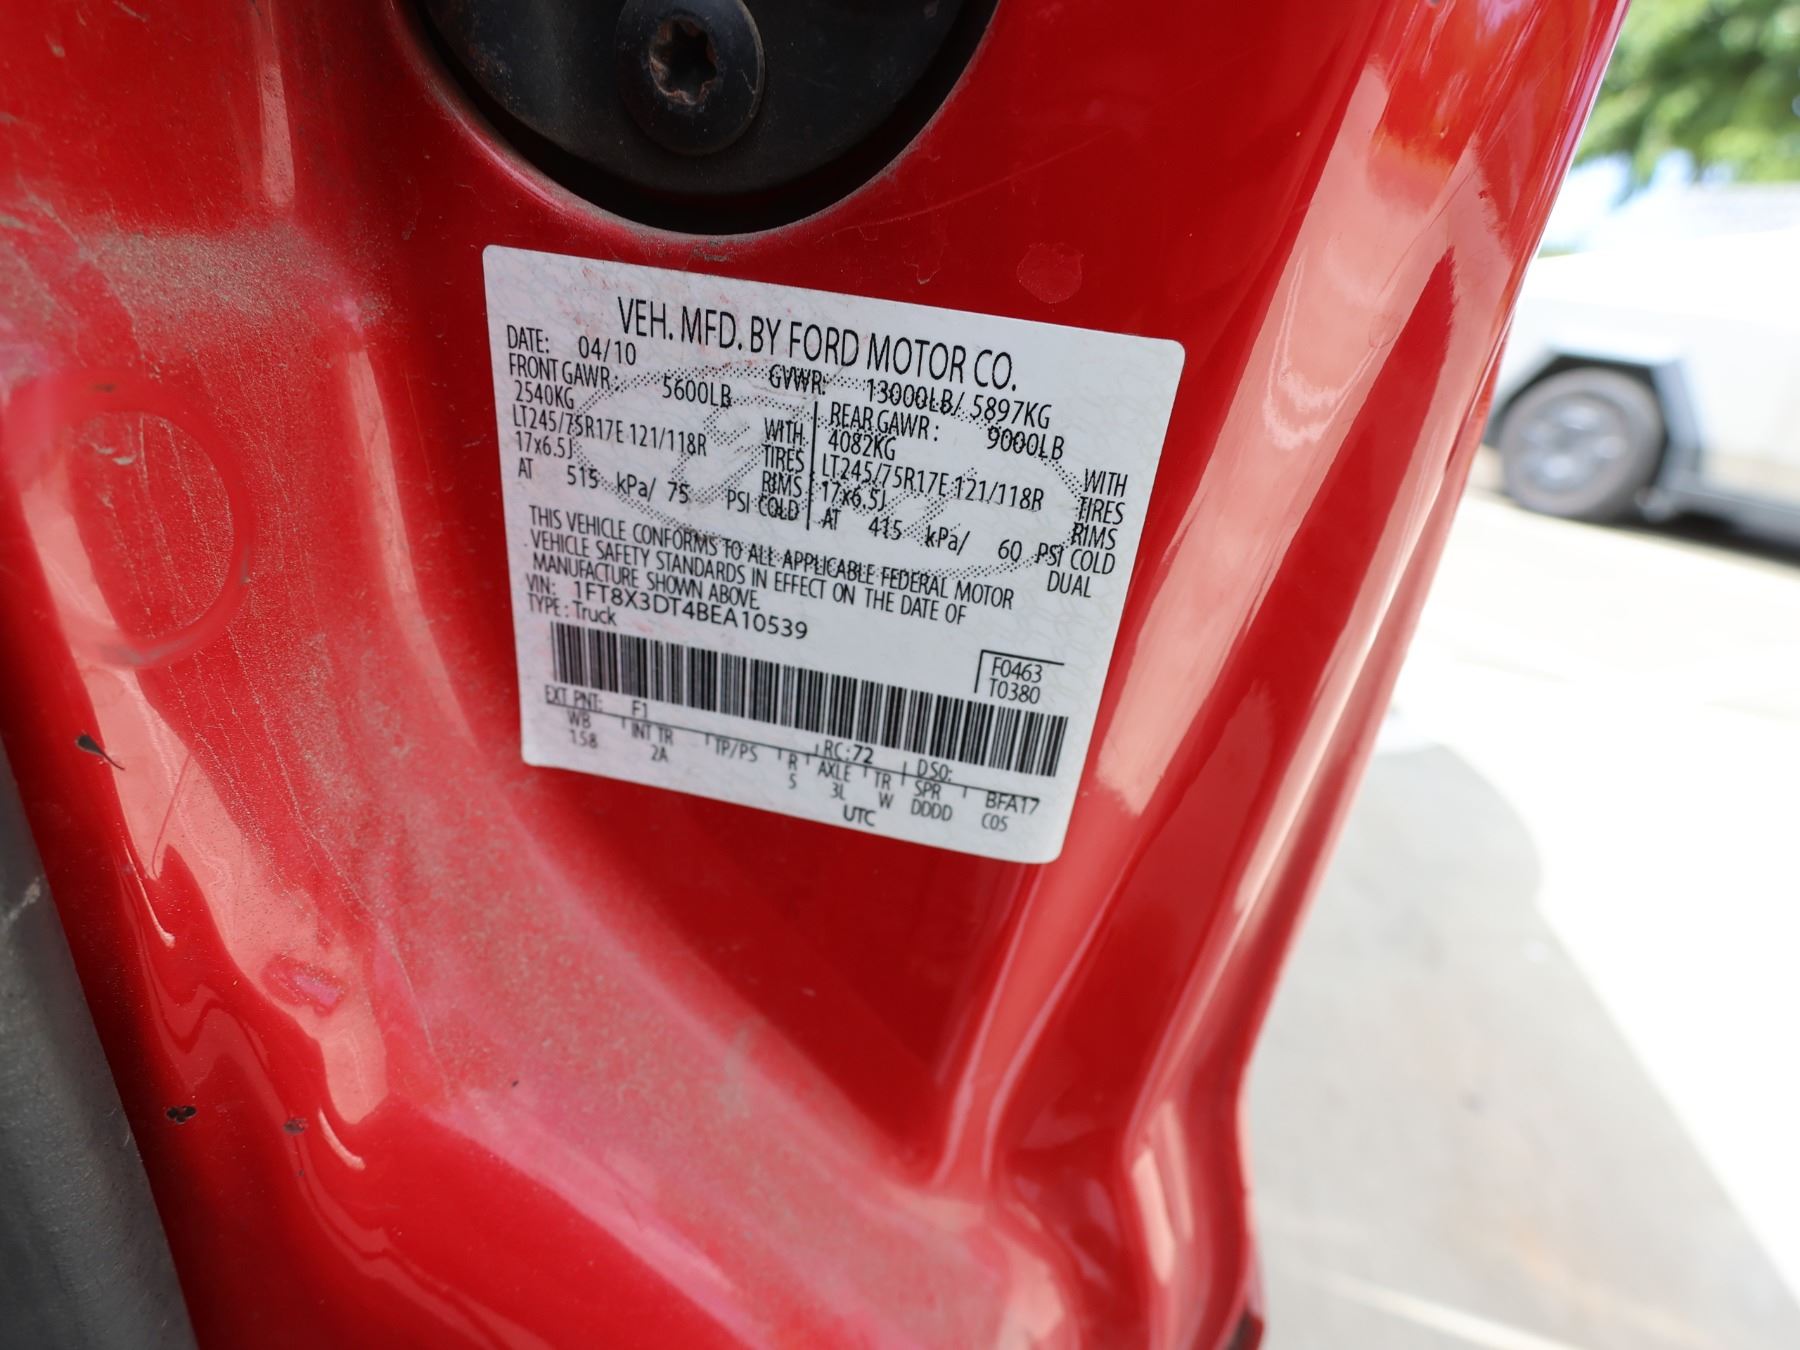 VEH. MFD. BY FORD MOTOR CO.
DATE: 04/10 GVWR: 13000LB/ 5897KG
FRONT GAWR: 5600LB REAR GAWR: 9000LB
2540KG WITH 4082KG WITH
LT245/75R17E 121/118R TIRES LT245/75R17E 121/118R TIRES
17x6.5J RIMS 17x6.5J RIMS
AT 515 kPa/ 75 PSI COLD AT 415 kPa/ 60 PSI COLD
DUAL
THIS VEHICLE CONFORMS TO ALL APPLICABLE FEDERAL MOTOR
VEHICLE SAFETY STANDARDS IN EFFECT ON THE DATE OF
MANUFACTURE SHOWN ABOVE.
VIN: 1FT8X3DT4BEA10539
TYPE: Truck
F0463
T0380
EXT PNT: F1 RC: 72 DSO:
WB INT TR TP/PS R AXLE TR SPR BFA17
158 2A 5 3L W DDDD C05
UTC